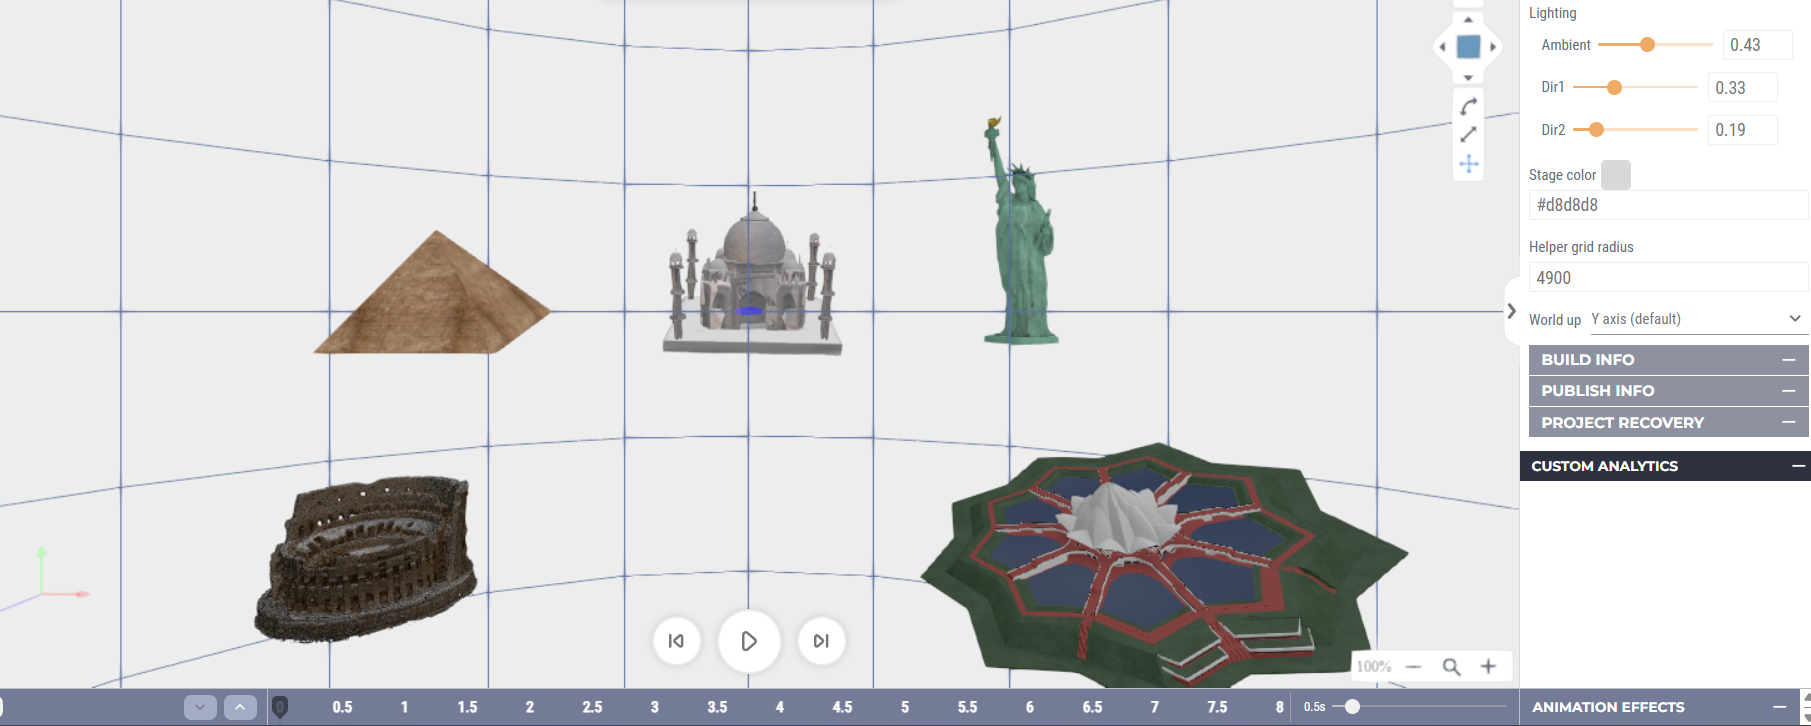 Lighting
Ambient 0.43
Dir1 0.33
Dir2 0.19
Stage color
#d8d8d8
Helper grid radius
4900
World up Y axis (default)
BUILD INFO
PUBLISH INFO
PROJECT RECOVERY
CUSTOM ANALYTICS
100%
0 0.5 1 1.5 2 2.5 3 3.5 4 4.5 5 5.5 6 6.5 7 7.5 8 0.5s
ANIMATION EFFECTS